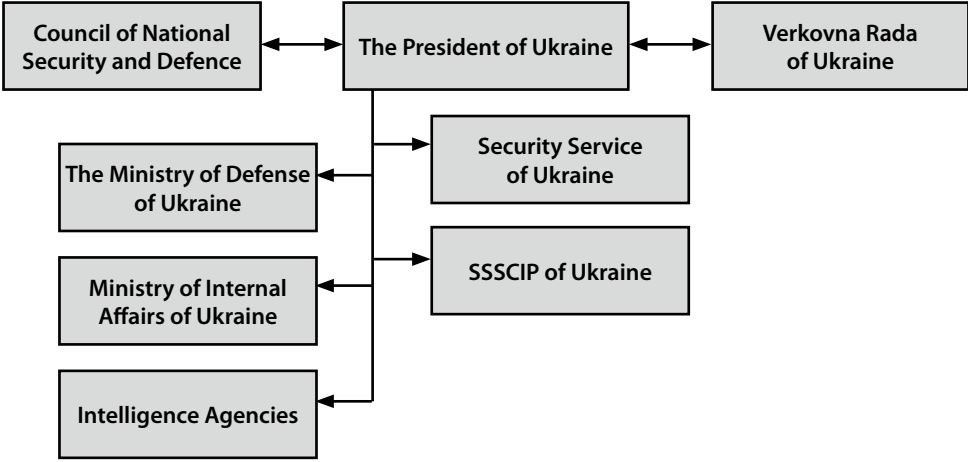 Council of National
Security and Defence
The President of Ukraine
Verkovna Rada
of Ukraine
Security Service
of Ukraine
The Ministry of Defense
of Ukraine
SSSCIP of Ukraine
Ministry of Internal
Affairs of Ukraine
Intelligence Agencies